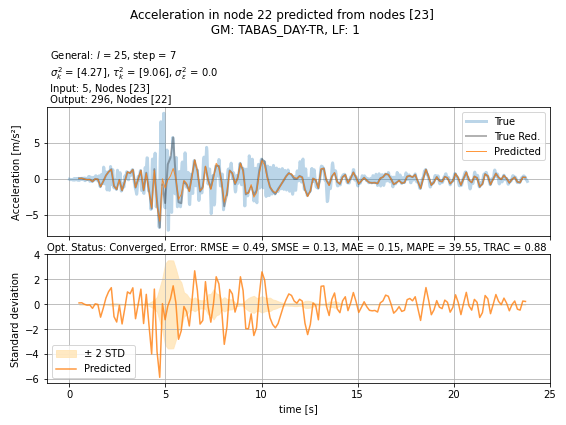 Acceleration in node 22 predicted from nodes [23]
GM: TABAS_DAY-TR, LF: 1
General: l = 25, step = 7
σ²ₖ = [4.27], τ²ₖ = [9.06], σ²_ε = 0.0
Input: 5, Nodes [23]
Output: 296, Nodes [22]
Acceleration [m/s²]
5
0
−5
True
True Red.
Predicted
Opt. Status: Converged, Error: RMSE = 0.49, SMSE = 0.13, MAE = 0.15, MAPE = 39.55, TRAC = 0.88
Standard deviation
4
2
0
−2
−4
−6
± 2 STD
Predicted
0
5
10
15
20
25
time [s]